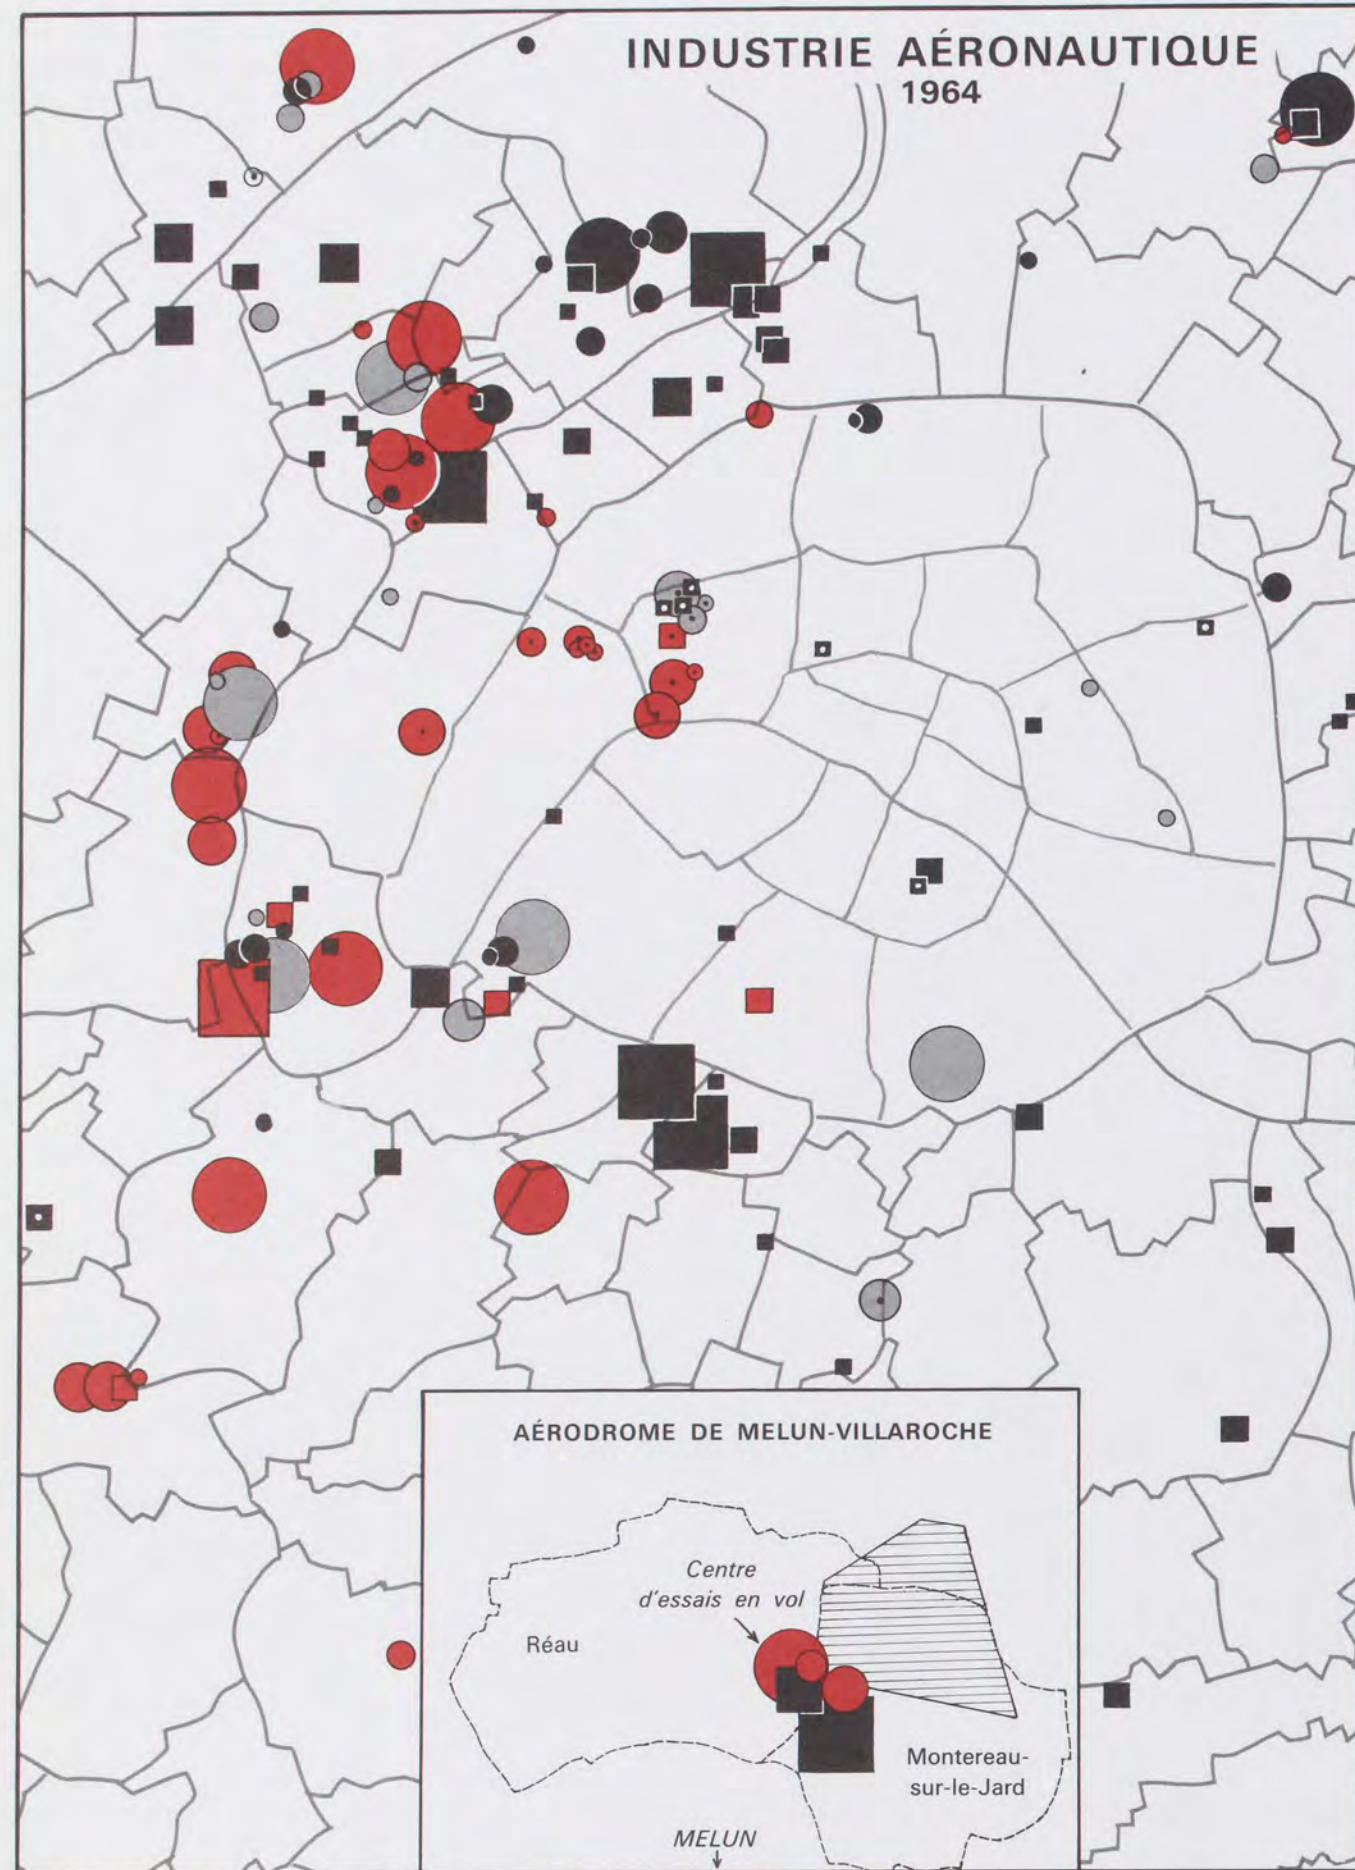 INDUSTRIE AÉRONAUTIQUE
1964
AÉRODROME DE MELUN-VILLAROCHE
Centre
d'essais en vol
Réau
Montereau-
sur-le-Jard
MELUN